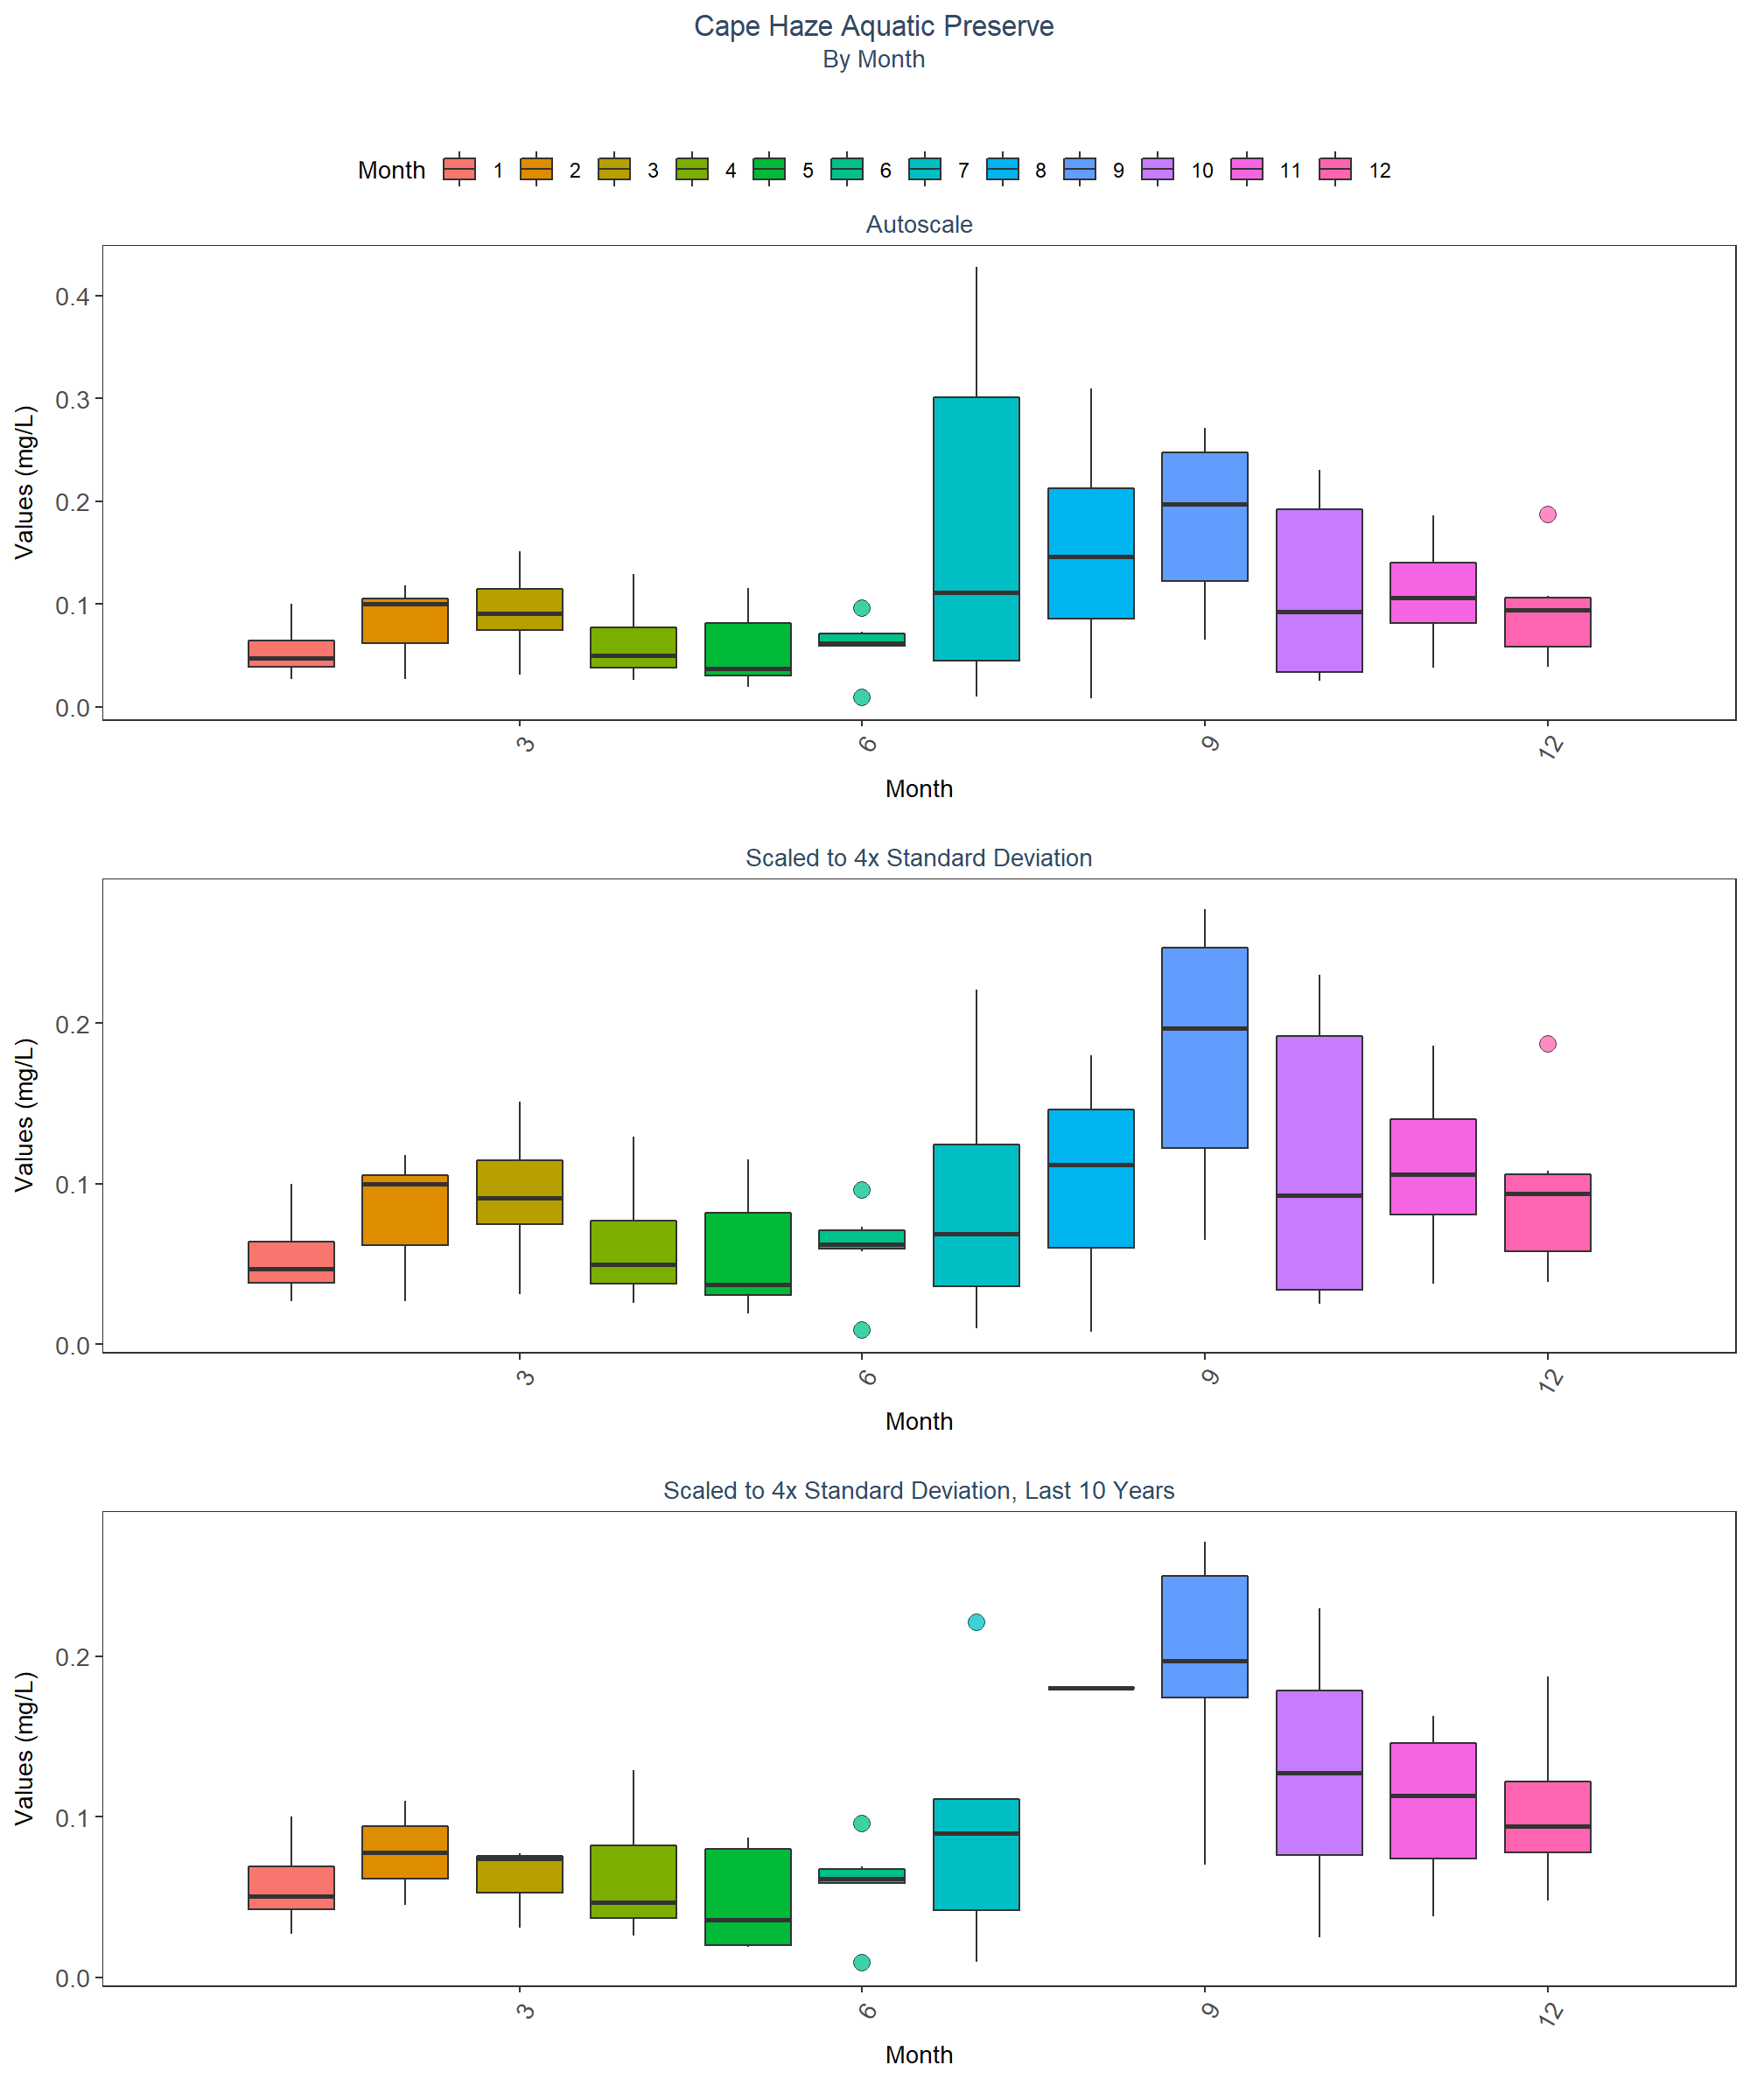 Cape Haze Aquatic Preserve
By Month
Month 1 2 3 4 5 6 7 8 9 10 11 12
Autoscale
Values (mg/L)
0.4
0.3
0.2
0.1
0.0
3 6 9 12
Month
Scaled to 4x Standard Deviation
Values (mg/L)
0.2
0.1
0.0
3 6 9 12
Month
Scaled to 4x Standard Deviation, Last 10 Years
Values (mg/L)
0.2
0.1
0.0
3 6 9 12
Month